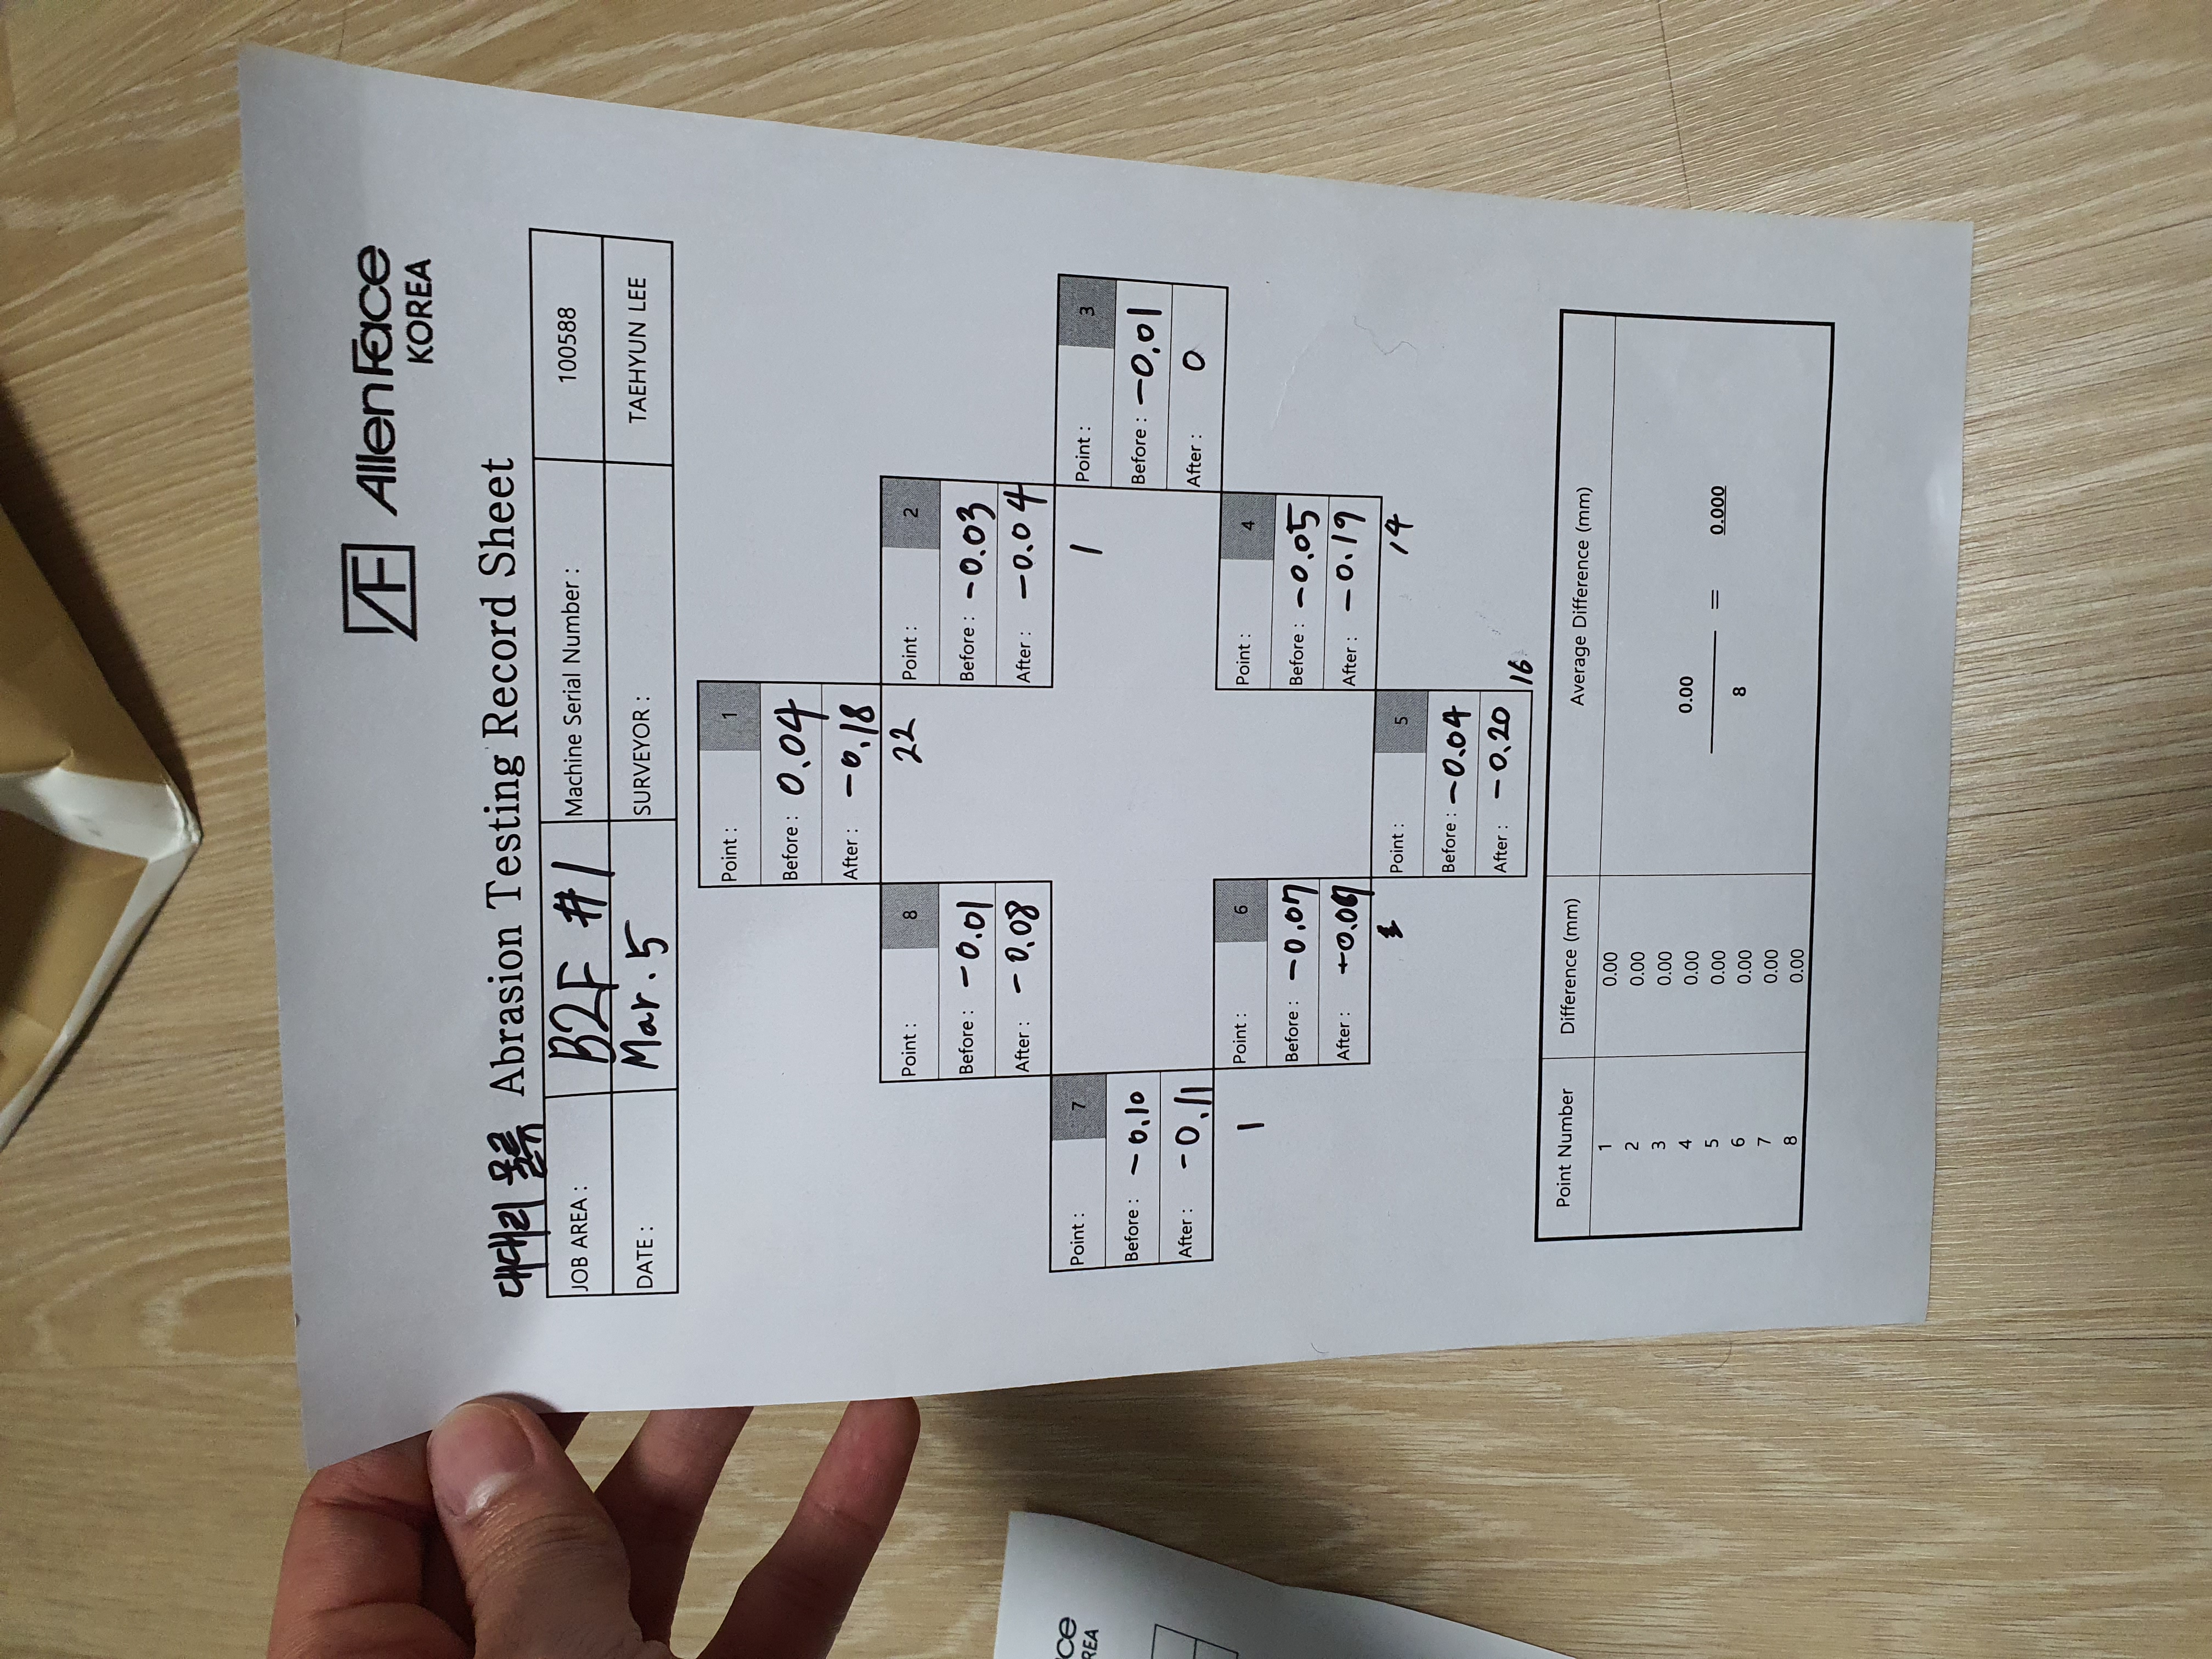 AF AllenFace
KOREA
대대리 물류 Abrasion Testing Record Sheet
JOB AREA : B2F #1 Machine Serial Number : 100588
DATE : Mar. 5 SURVEYOR : TAEHYUN LEE
Point : 1
Before : 0.04
After : -0.18
22
Point : 8
Before : -0.01
After : -0.08
Point : 2
Before : -0.03
After : -0.04
1
Point : 7
Before : -0.10
After : -0.11
1
Point : 3
Before : -0.01
After : 0
Point : 6
Before : -0.07
After :
Point : 4
Before : -0.05
After : -0.19
14
Point : 5
Before : -0.04
After : -0.20
16
Point Number Difference (mm) Average Difference (mm)
1 0.00
2 0.00
3 0.00
4 0.00
5 0.00
6 0.00
7 0.00
8 0.00
0.00
8
= 0.000
ce
REA